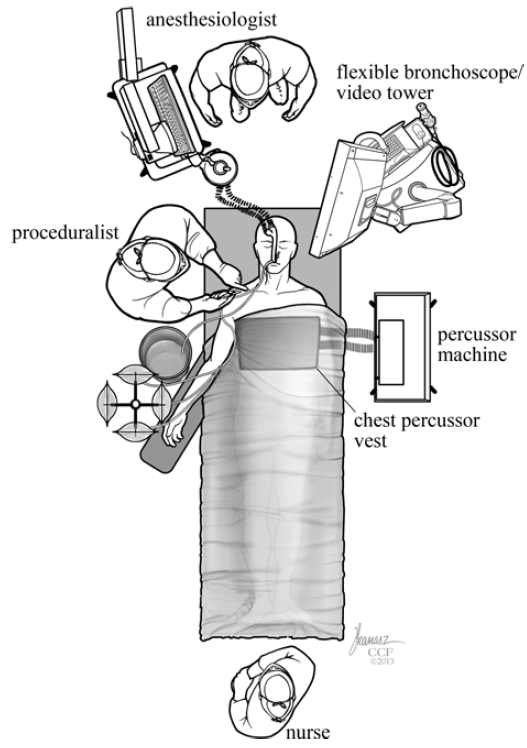 anesthesiologist
flexible bronchoscope/
video tower
proceduralist
percussor
machine
chest percussor
vest
CCF
©2013
nurse